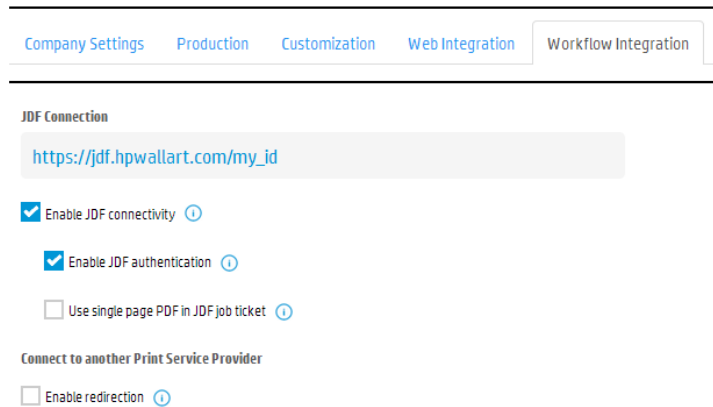 Company Settings Production Customization Web Integration Workflow Integration
JDF Connection
https://jdf.hpwallart.com/my_id
Enable JDF connectivity
Enable JDF authentication
Use single page PDF in JDF job ticket
Connect to another Print Service Provider
Enable redirection